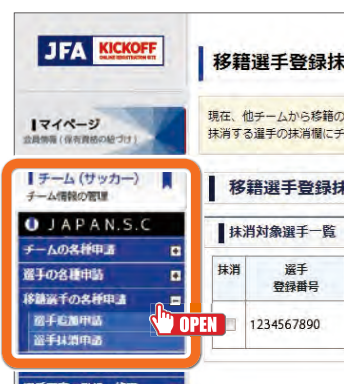 JFA KICKOFF
ONLINE REGISTRATION SITE
移籍選手登録抹
マイページ
会員情報(保有資格の紐づけ)
現在、他チームから移籍の
抹消する選手の抹消欄にチ
チーム(サッカー)
チーム情報の管理
JAPAN.S.C
チームの各種申請
選手の各種申請
移籍選手の各種申請
選手追加申請
選手抹消申請
OPEN
移籍選手登録抹
抹消対象選手一覧
抹消
選手
登録番号
1234567890